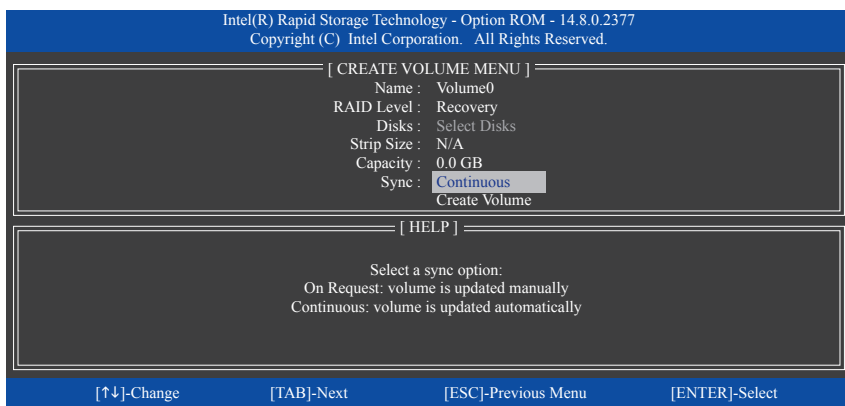 Intel(R) Rapid Storage Technology - Option ROM - 14.8.0.2377
Copyright (C) Intel Corporation. All Rights Reserved.
[ CREATE VOLUME MENU ]
Name : Volume0
RAID Level : Recovery
Disks : Select Disks
Strip Size : N/A
Capacity : 0.0 GB
Sync : Continuous
Create Volume
[ HELP ]
Select a sync option:
On Request: volume is updated manually
Continuous: volume is updated automatically
[↑↓]-Change [TAB]-Next [ESC]-Previous Menu [ENTER]-Select